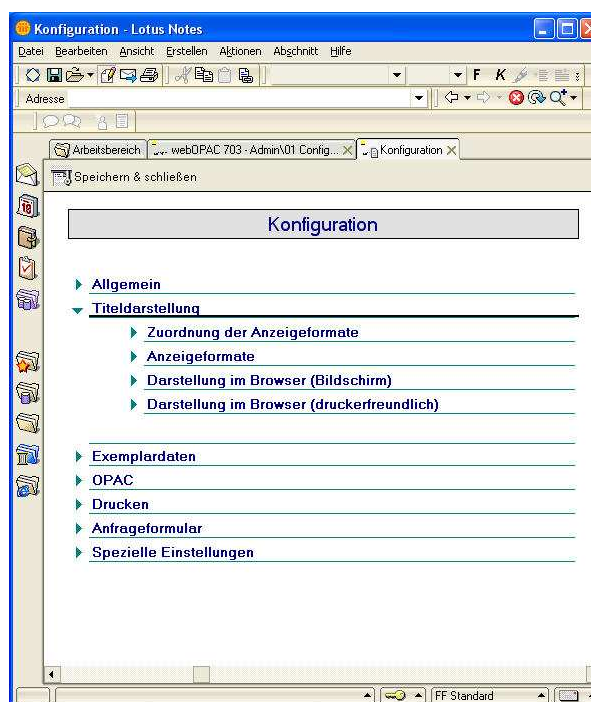 Konfiguration - Lotus Notes
Datei Bearbeiten Ansicht Erstellen Aktionen Abschnitt Hilfe
F K
Adresse
Arbeitsbereich webOPAC 703 - Admin\01 Config... Konfiguration
Speichern & schließen
18
Konfiguration
Allgemein
Titeldarstellung
Zuordnung der Anzeigeformate
Anzeigeformate
Darstellung im Browser (Bildschirm)
Darstellung im Browser (druckerfreundlich)
Exemplardaten
OPAC
Drucken
Anfrageformular
Spezielle Einstellungen
FF Standard